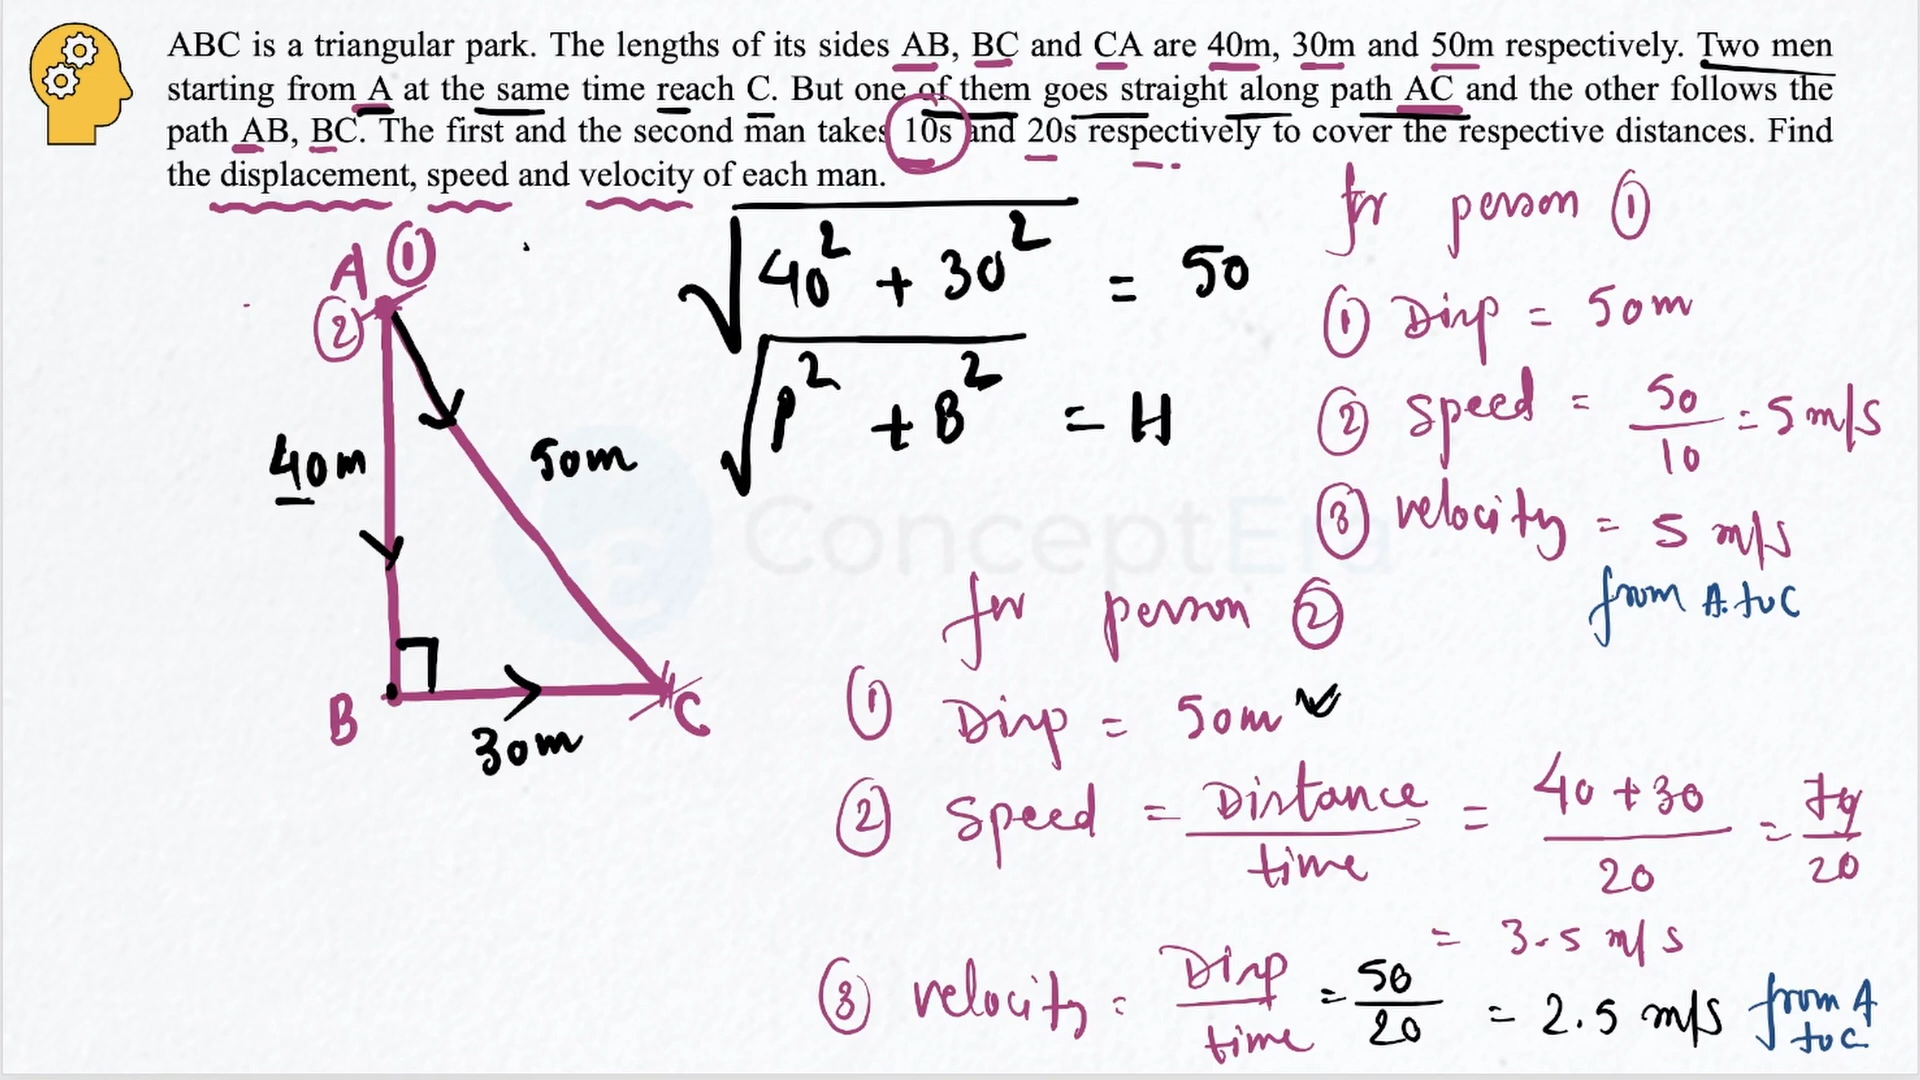 ABC is a triangular park. The lengths of its sides AB, BC and CA are 40m, 30m and 50m respectively. Two men
starting from A at the same time reach C. But one of them goes straight along path AC and the other follows the
path AB, BC. The first and the second man takes 10s and 20s respectively to cover the respective distances. Find
the displacement, speed and velocity of each man.
A ①
②
40m
50m
B
C
30m
√40² + 30² = 50
√P² + B² = H
for person ①
① Disp = 50m
② Speed = 50/10 = 5 m/s
③ velocity = 5 m/s
from A to C
ConceptEra
for person ②
① Disp = 50m
② Speed = Distance/time = 40 + 30/20 = 70/20
= 3.5 m/s
③ velocity = Disp/time = 50/20 = 2.5 m/s from A
to C